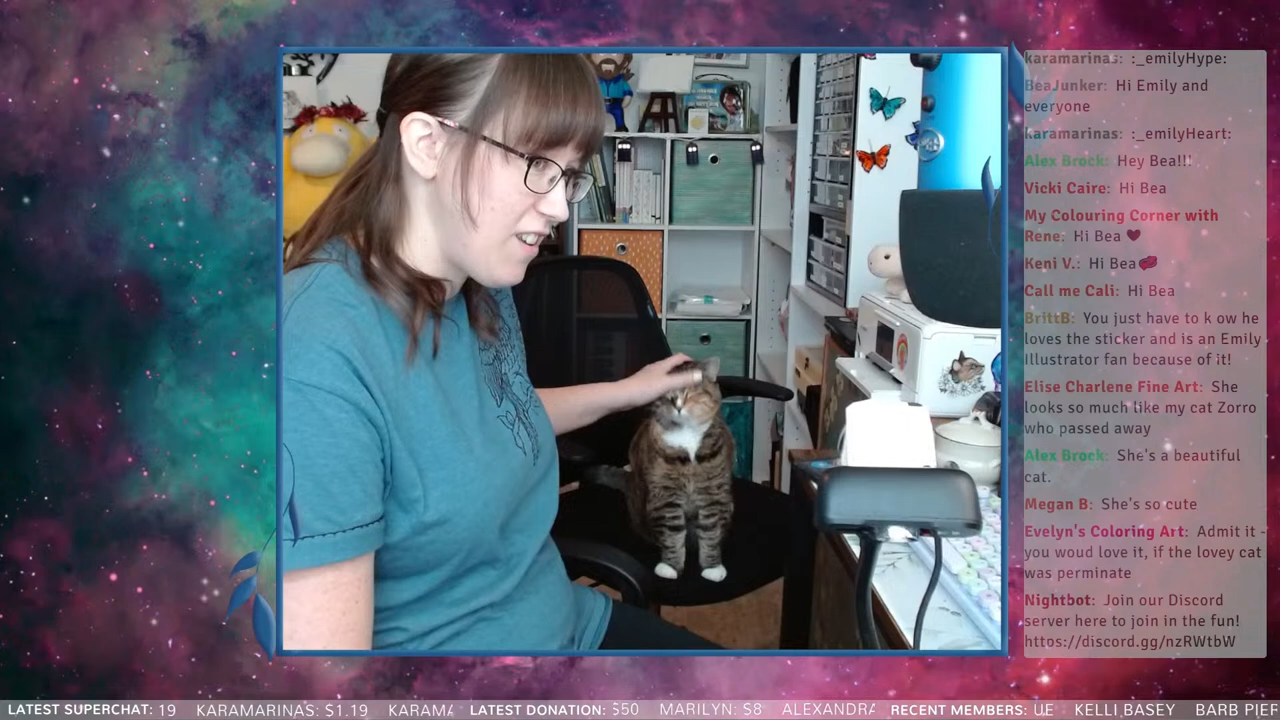 karamarinas: :_emilyHype:
BeaJunker: Hi Emily and
everyone
karamarinas: :_emilyHeart:
Alex Brock: Hey Bea!!!
Vicki Caire: Hi Bea
My Colouring Corner with
Rene: Hi Bea
Keni V.: Hi Bea
Call me Cali: Hi Bea
BrittB: You just have to k ow he
loves the sticker and is an Emily
Illustrator fan because of it!
Elise Charlene Fine Art: She
looks so much like my cat Zorro
who passed away
Alex Brock: She's a beautiful
cat.
Megan B: She's so cute
Evelyn's Coloring Art: Admit it -
you woud love it, if the lovey cat
was perminate
Nightbot: Join our Discord
server here to join in the fun!
https://discord.gg/nzRWtbW
LATEST SUPERCHAT: 19 KARAMARINAS: $1.19 KARAMA LATEST DONATION: $50 MARILYN: $8 ALEXANDRA RECENT MEMBERS: UE KELLI BASEY BARB PIER